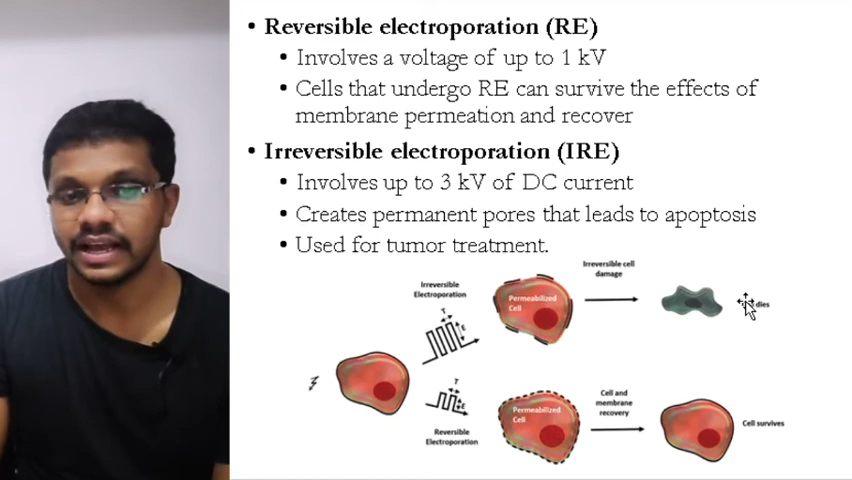 • Reversible electroporation (RE)
• Involves a voltage of up to 1 kV
• Cells that undergo RE can survive the effects of
membrane permeation and recover
• Irreversible electroporation (IRE)
• Involves up to 3 kV of DC current
• Creates permanent pores that leads to apoptosis
• Used for tumor treatment.
Irreversible cell
damage
Irreversible
Electroporation
T
E
Permeabilized
Cell
dies
T
E
Reversible
Electroporation
Permeabilized
Cell
Cell and
membrane
recovery
Cell survives